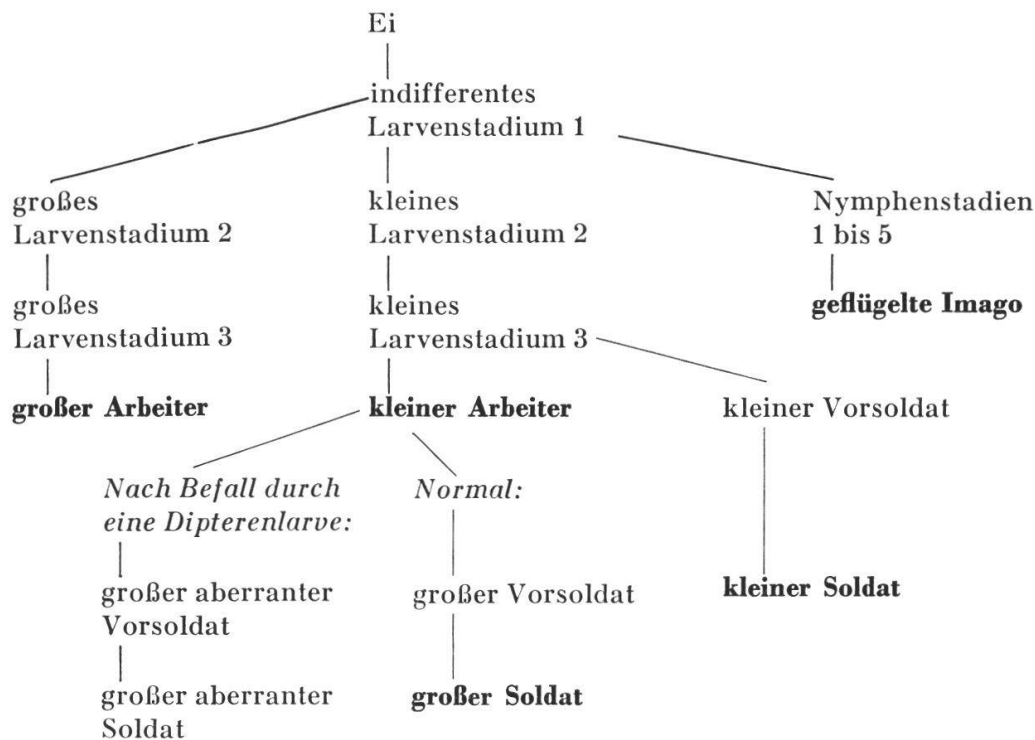 Ei
indifferentes
Larvenstadium 1
großes
Larvenstadium 2
kleines
Larvenstadium 2
Nymphenstadien
1 bis 5
großes
Larvenstadium 3
kleines
Larvenstadium 3
geflügelte Imago
großer Arbeiter
kleiner Arbeiter
kleiner Vorsoldat
Nach Befall durch
eine Dipterenlarve:
Normal:
großer aberranter
Vorsoldat
großer Vorsoldat
kleiner Soldat
großer aberranter
Soldat
großer Soldat